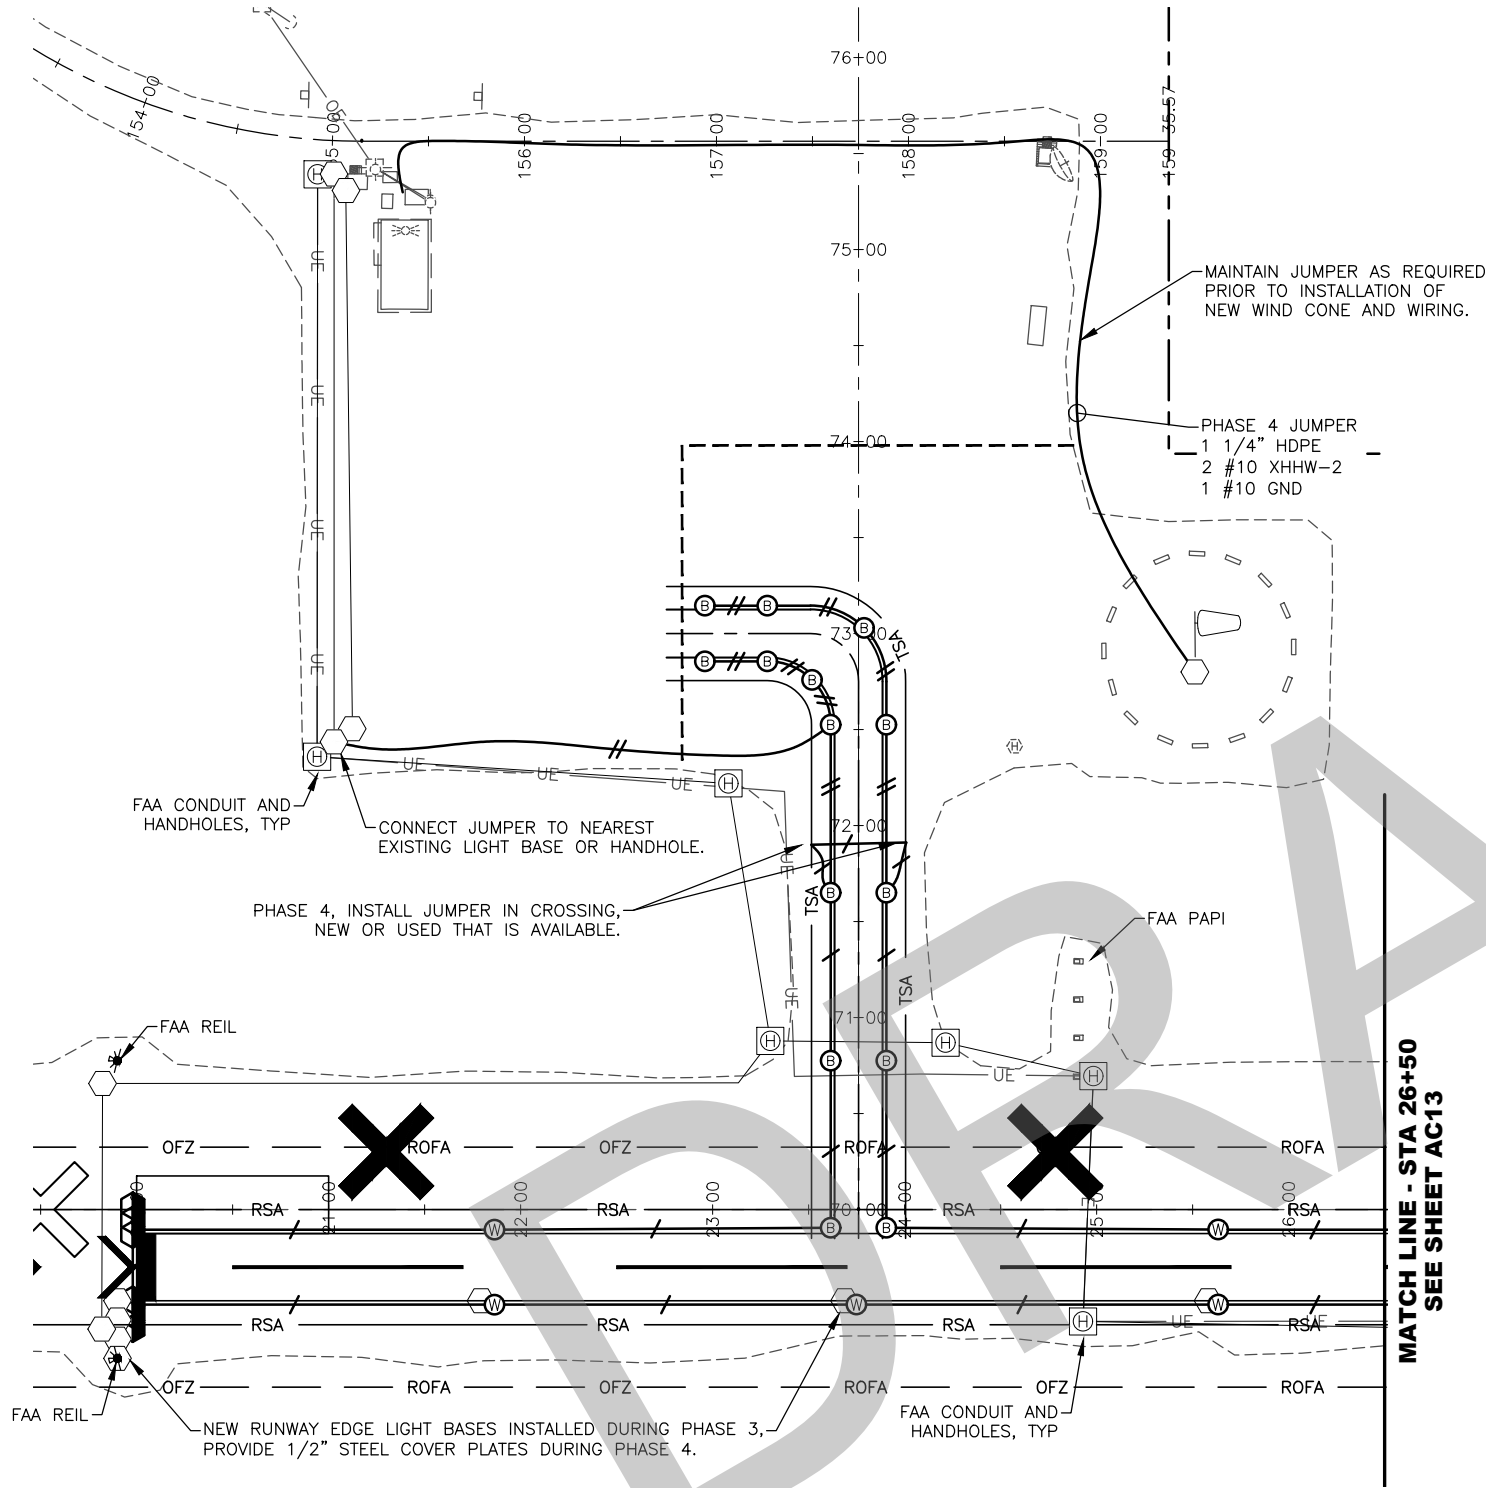 76+00
154+00
5+00
156+00
157+00
158+00
159+00
159 35.57
H
UE
75+00
MAINTAIN JUMPER AS REQUIRED
PRIOR TO INSTALLATION OF
NEW WIND CONE AND WIRING.
UE
74+00
PHASE 4 JUMPER
1 1/4" HDPE
2 #10 XHHW-2
1 #10 GND
UE
B
B
B
73+00
TSA
UE
B
B
B
B
B
H
H
UE
UE
UE
H
FAA CONDUIT AND
HANDHOLES, TYP
CONNECT JUMPER TO NEAREST
EXISTING LIGHT BASE OR HANDHOLE.
72+00
UE
B
B
TSA
PHASE 4, INSTALL JUMPER IN CROSSING,
NEW OR USED THAT IS AVAILABLE.
FAA PAPI
UE
TSA
71+00
FAA REIL
H
H
B
B
UE
H
OFZ
ROFA
OFZ
ROFA
ROFA
RSA
21+00
22+00
RSA
23+00
70+00
24+00
RSA
25+00
26+00
RSA
W
B
B
W
W
W
W
RSA
RSA
RSA
H
UE
RSA
UE
OFZ
ROFA
OFZ
ROFA
OFZ
ROFA
FAA REIL
NEW RUNWAY EDGE LIGHT BASES INSTALLED DURING PHASE 3,
PROVIDE 1/2" STEEL COVER PLATES DURING PHASE 4.
FAA CONDUIT AND
HANDHOLES, TYP
MATCH LINE - STA 26+50
SEE SHEET AC13
DRA